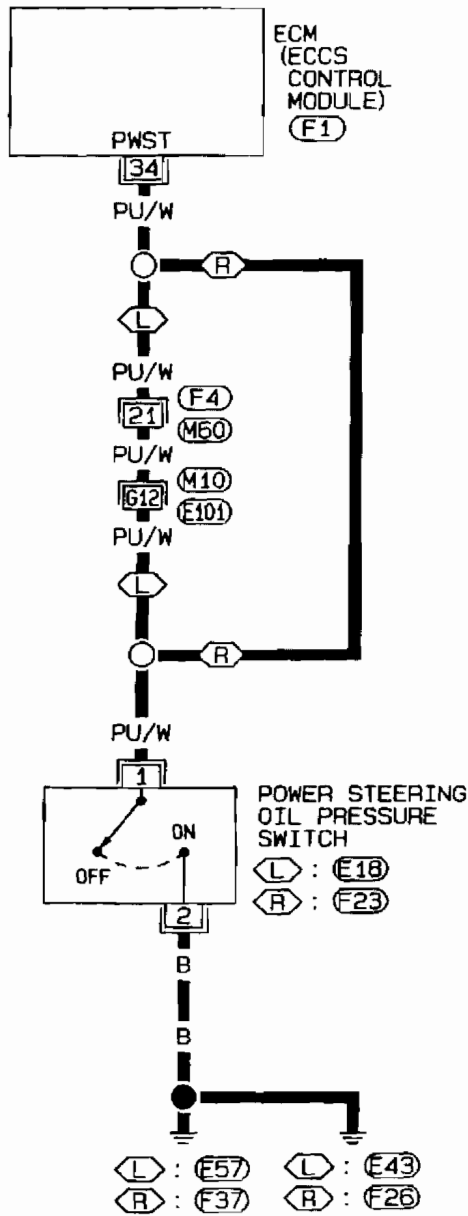 ECM
(ECCS
CONTROL
MODULE)
F1
PWST
34
PU/W
R
L
PU/W
21
F4
M60
PU/W
G12
M10
E101
PU/W
L
R
PU/W
1
POWER STEERING
OIL PRESSURE
SWITCH
ON
OFF
L : E18
R : F23
2
B
B
L : E57 L : E43
R : F37 R : F26